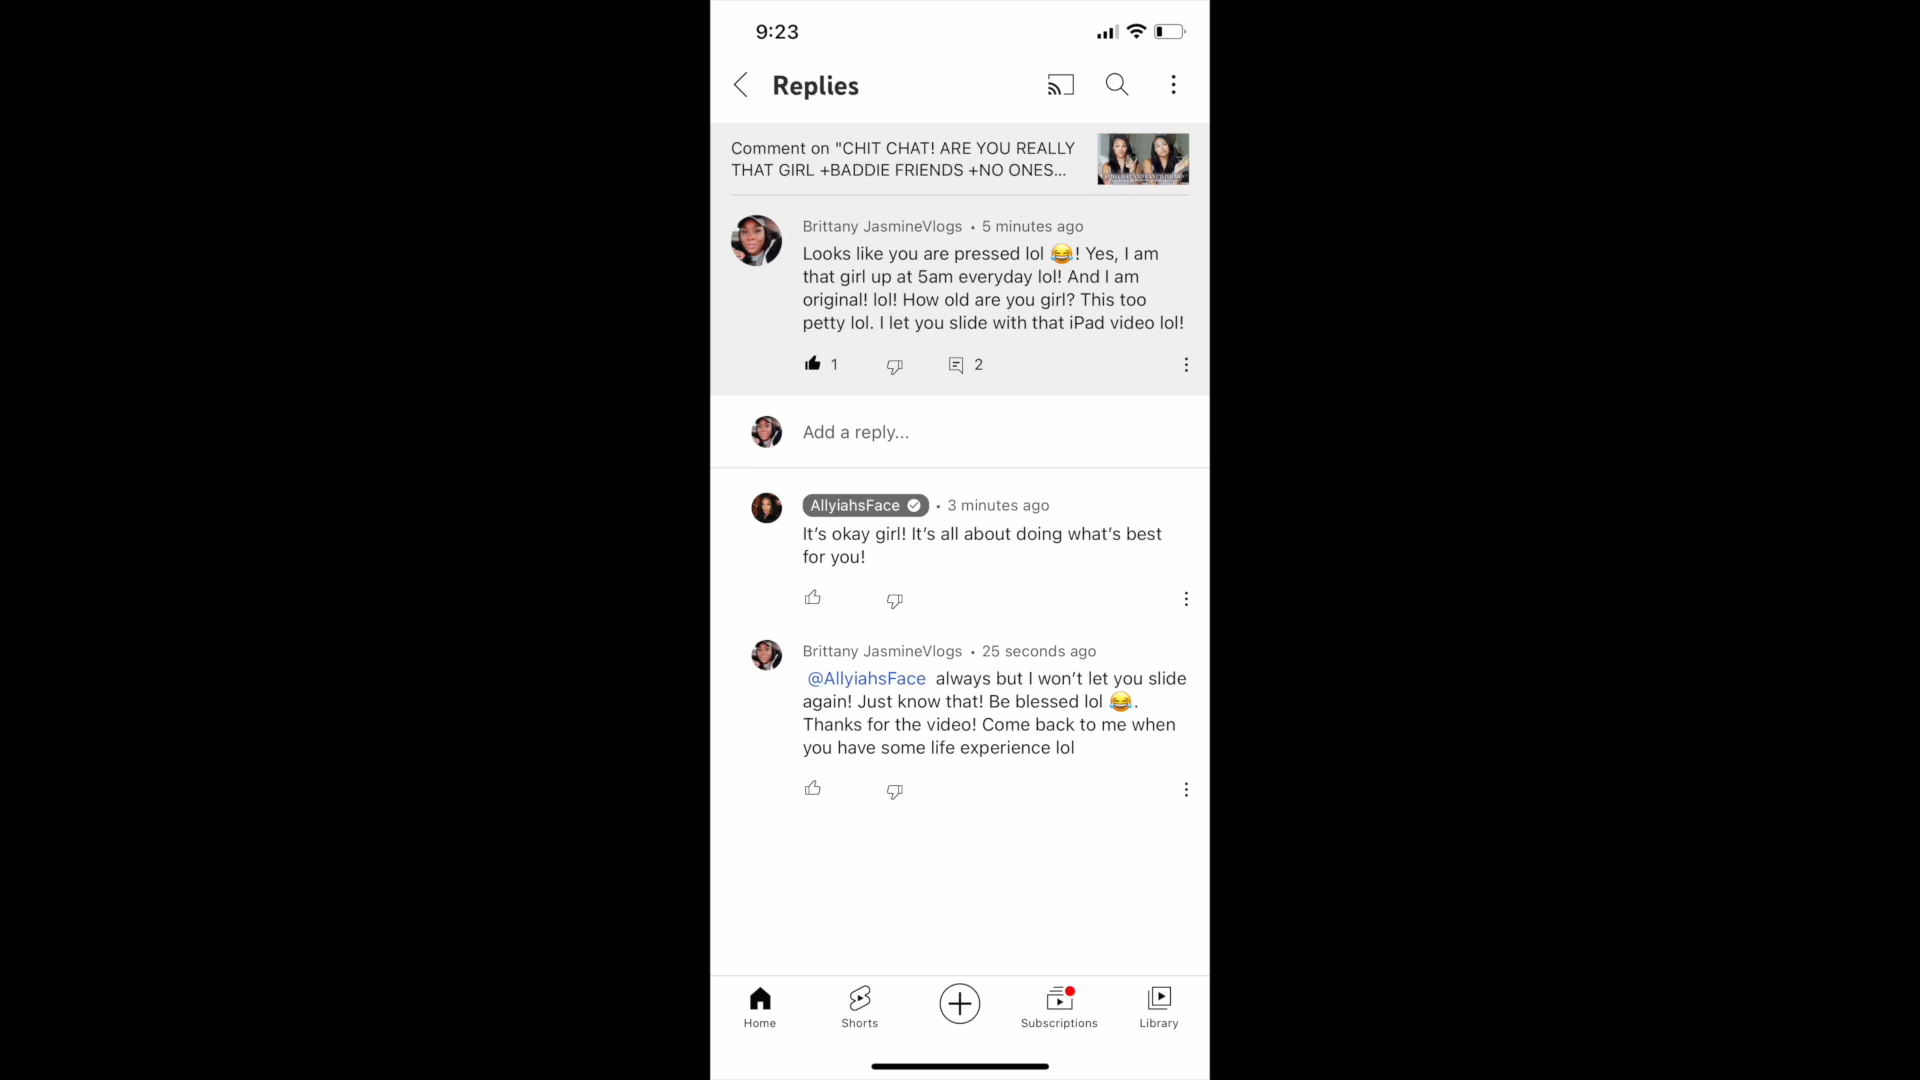 9:23
Replies
Comment on "CHIT CHAT! ARE YOU REALLY
THAT GIRL +BADDIE FRIENDS +NO ONES...
Brittany JasmineVlogs • 5 minutes ago
Looks like you are pressed lol 😂! Yes, I am
that girl up at 5am everyday lol! And I am
original! lol! How old are you girl? This too
petty lol. I let you slide with that iPad video lol!
1 2
Add a reply...
AllyiahsFace • 3 minutes ago
It’s okay girl! It’s all about doing what’s best
for you!
Brittany JasmineVlogs • 25 seconds ago
@AllyiahsFace always but I won’t let you slide
again! Just know that! Be blessed lol 😂.
Thanks for the video! Come back to me when
you have some life experience lol
Home Shorts Subscriptions Library